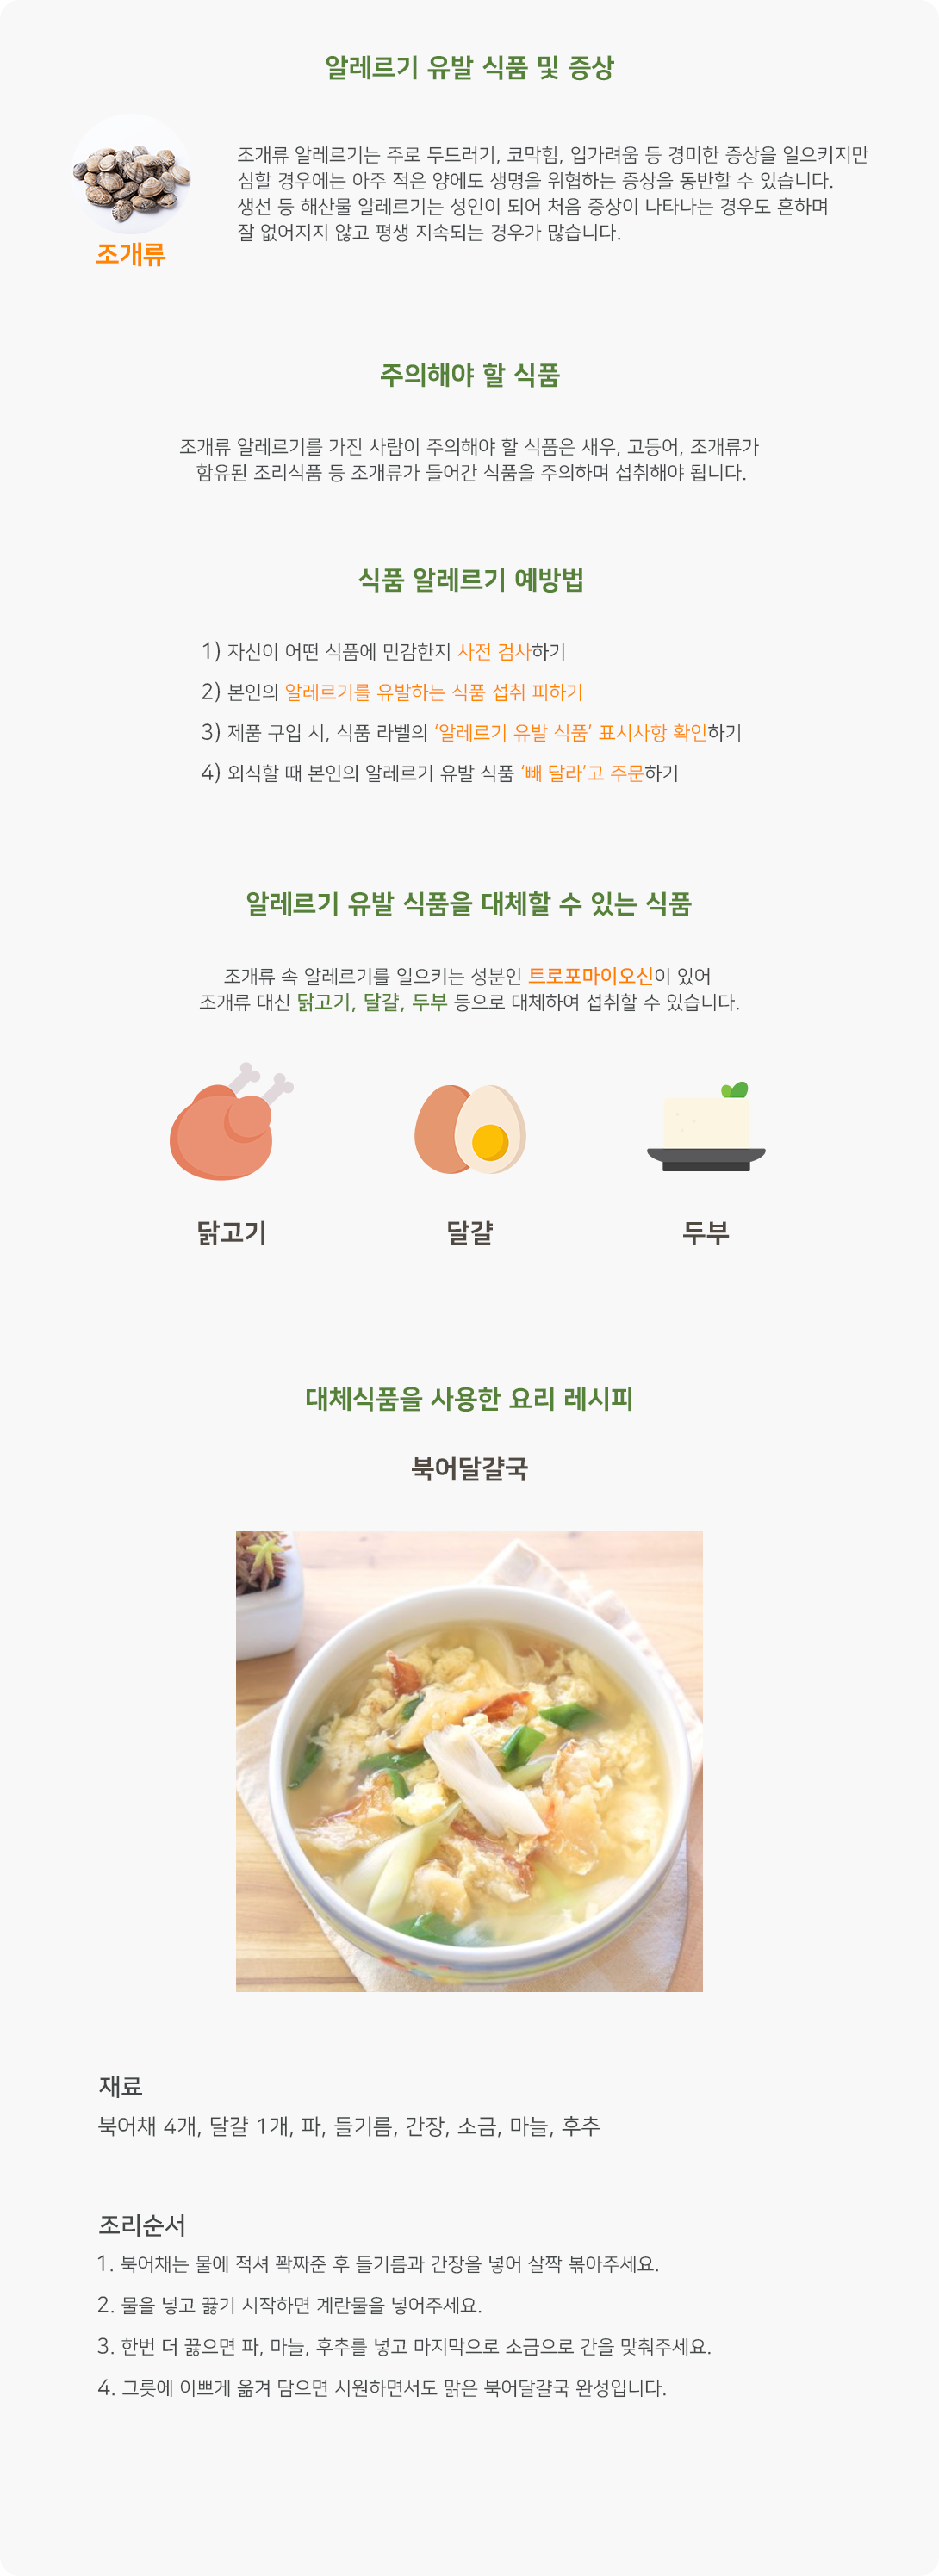 알레르기 유발 식품 및 증상
조개류 알레르기는 주로 두드러기, 코막힘, 입가려움 등 경미한 증상을 일으키지만
심할 경우에는 아주 적은 양에도 생명을 위협하는 증상을 동반할 수 있습니다.
생선 등 해산물 알레르기는 성인이 되어 처음 증상이 나타나는 경우도 흔하며
잘 없어지지 않고 평생 지속되는 경우가 많습니다.
조개류
주의해야 할 식품
조개류 알레르기를 가진 사람이 주의해야 할 식품은 새우, 고등어, 조개류가
함유된 조리식품 등 조개류가 들어간 식품을 주의하며 섭취해야 됩니다.
식품 알레르기 예방법
1) 자신이 어떤 식품에 민감한지 사전 검사하기
2) 본인의 알레르기를 유발하는 식품 섭취 피하기
3) 제품 구입 시, 식품 라벨의 ‘알레르기 유발 식품’ 표시사항 확인하기
4) 외식할 때 본인의 알레르기 유발 식품 ‘빼 달라’고 주문하기
알레르기 유발 식품을 대체할 수 있는 식품
조개류 속 알레르기를 일으키는 성분인 트로포마이오신이 있어
조개류 대신 닭고기, 달걀, 두부 등으로 대체하여 섭취할 수 있습니다.
닭고기
달걀
두부
대체식품을 사용한 요리 레시피
북어달걀국
재료
북어채 4개, 달걀 1개, 파, 들기름, 간장, 소금, 마늘, 후추
조리순서
1. 북어채는 물에 적셔 꽉짜준 후 들기름과 간장을 넣어 살짝 볶아주세요.
2. 물을 넣고 끓기 시작하면 계란물을 넣어주세요.
3. 한번 더 끓으면 파, 마늘, 후추를 넣고 마지막으로 소금으로 간을 맞춰주세요.
4. 그릇에 이쁘게 옮겨 담으면 시원하면서도 맑은 북어달걀국 완성입니다.